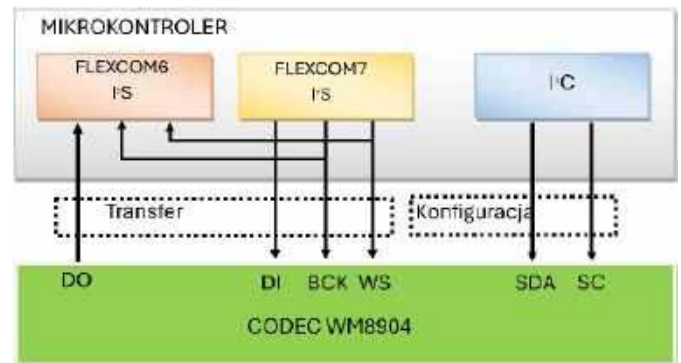 MIKROKONTROLER
FLEXCOM6
I²S
FLEXCOM7
I²S
I²C
Transfer
Konfiguracja
DO
DI
BCK
WS
SDA
SC
CODEC WM8904